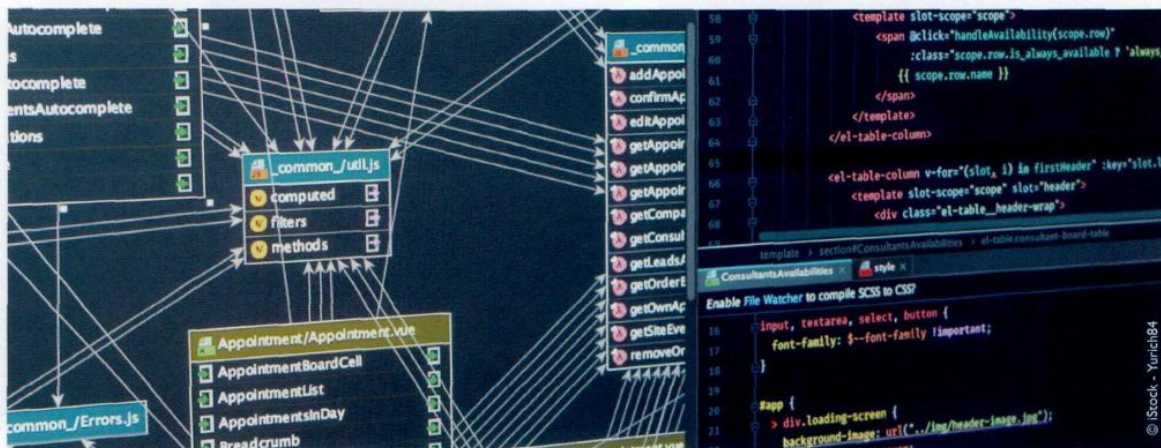 Autocomplete
tocomplete
entsAutocomplete
ations
_common_/util.js
computed
filters
methods
Appointment/Appointment.vue
AppointmentBoardCell
AppointmentList
AppointmentsInDay
Breadcrumb
common_/Errors.js
_common
addAppoi
confirmAp
editAppoi
getAppoin
getAppoin
getAppoin
getCompa
getConsul
getLeadsA
getOrderE
getOwnAp
getSiteEve
removeOr
58 <template slot-scope="scope">
59 <span @click="handleAvailability(scope.row)"
60 :class="scope.row.is_always_available ? 'always_
61 {{ scope.row.name }}
62 </span>
63 </template>
64 </el-table-column>
65
66 <el-table-column v-for="(slot, i) in firstHeader" :key="slot.l
67 <template slot-scope="scope" slot="header">
68 <div class="el-table__header-wrap">
template > section#ConsultantsAvailabilities > el-table.consultant-board-table
ConsultantsAvailabilities × style ×
Enable File Watcher to compile SCSS to CSS?
16 input, textarea, select, button {
17 font-family: $--font-family !important;
18 }
19
20 #app {
21 > div.loading-screen {
background-image: url("../img/header-image.jpg");
© iStock - Yurich84